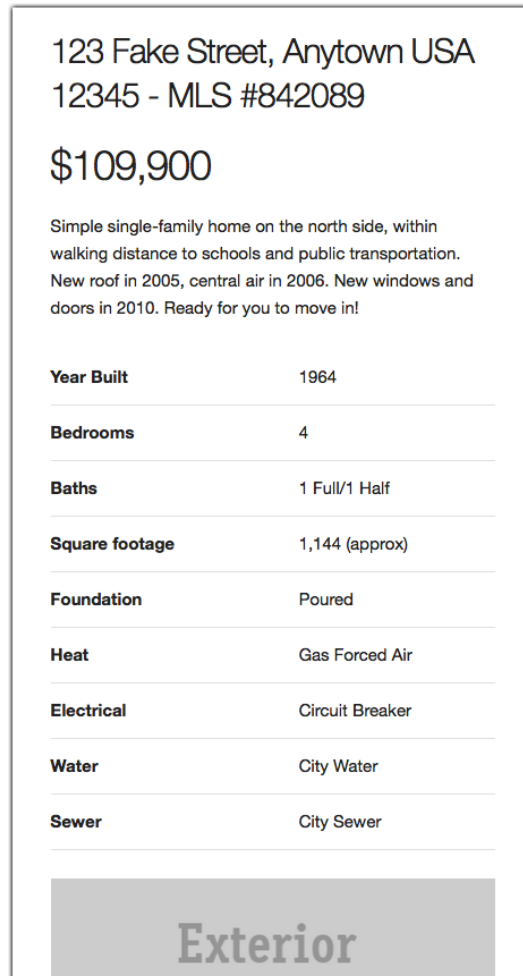 123 Fake Street, Anytown USA
12345 - MLS #842089
$109,900
Simple single-family home on the north side, within
walking distance to schools and public transportation.
New roof in 2005, central air in 2006. New windows and
doors in 2010. Ready for you to move in!
Year Built 1964
Bedrooms 4
Baths 1 Full/1 Half
Square footage 1,144 (approx)
Foundation Poured
Heat Gas Forced Air
Electrical Circuit Breaker
Water City Water
Sewer City Sewer
Exterior